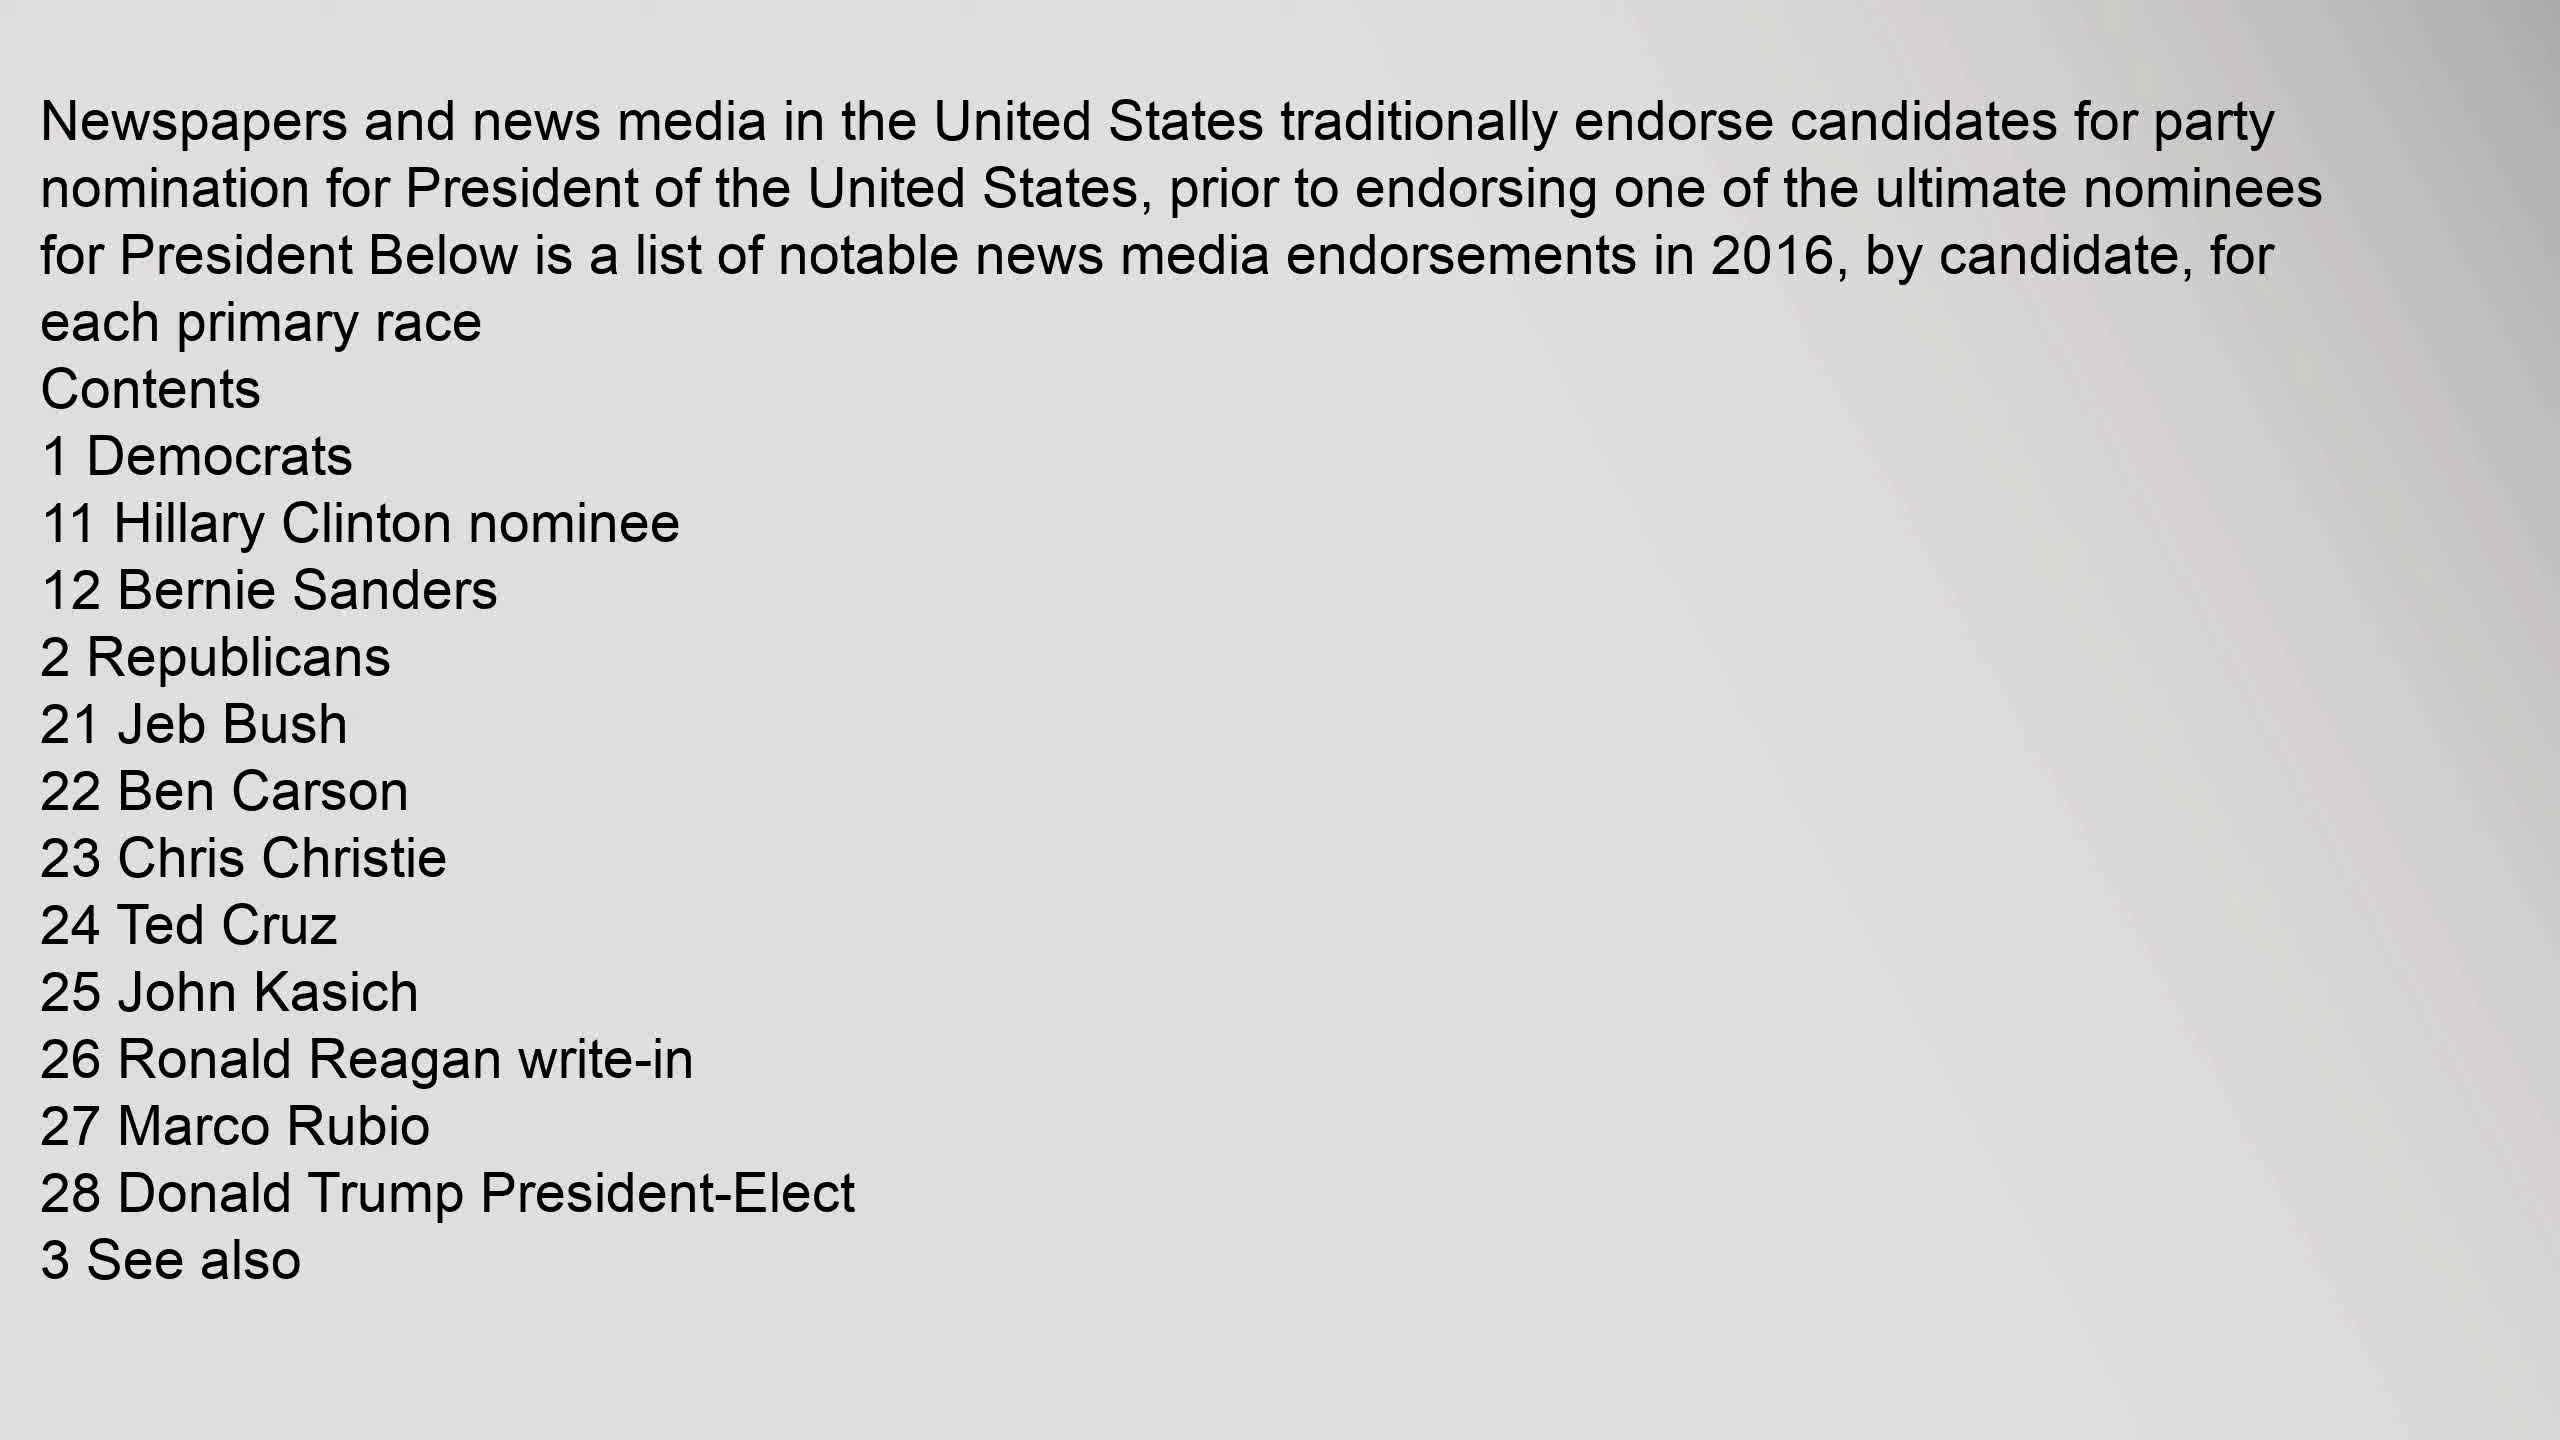 Newspapers and news media in the United States traditionally endorse candidates for party
nomination for President of the United States, prior to endorsing one of the ultimate nominees
for President Below is a list of notable news media endorsements in 2016, by candidate, for
each primary race
Contents
1 Democrats
11 Hillary Clinton nominee
12 Bernie Sanders
2 Republicans
21 Jeb Bush
22 Ben Carson
23 Chris Christie
24 Ted Cruz
25 John Kasich
26 Ronald Reagan write-in
27 Marco Rubio
28 Donald Trump President-Elect
3 See also